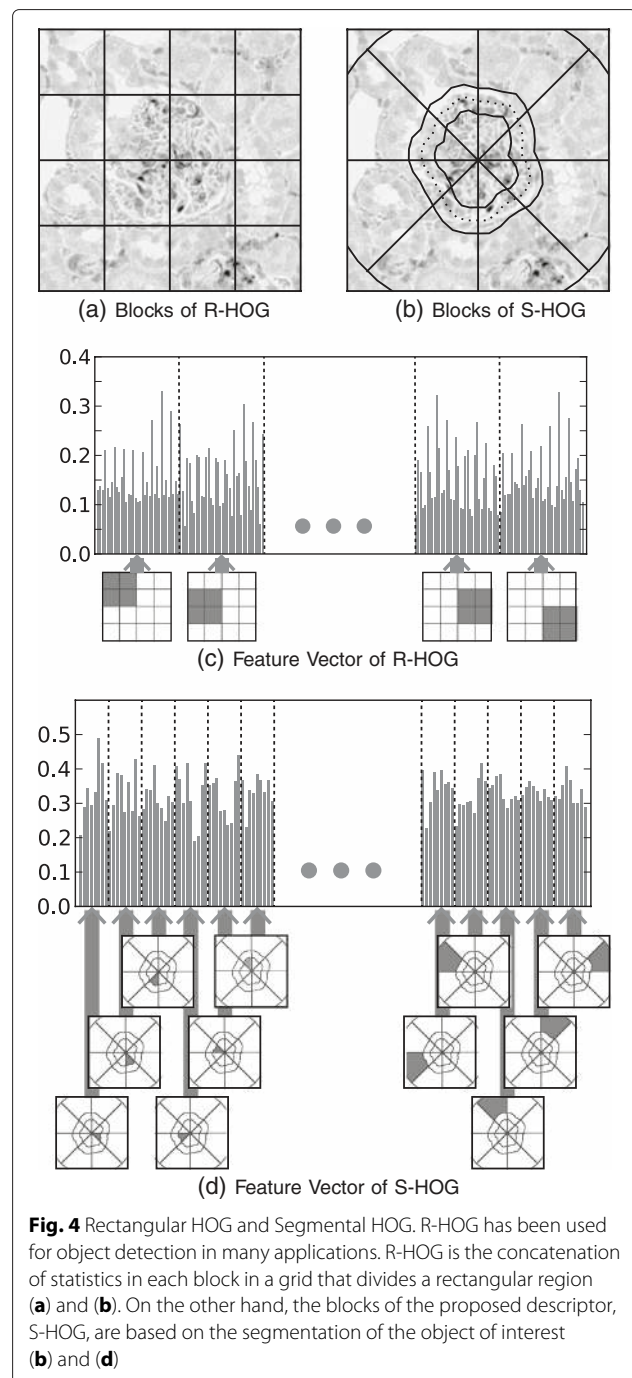 (a) Blocks of R-HOG
(b) Blocks of S-HOG
0.4
0.3
0.2
0.1
0.0
(c) Feature Vector of R-HOG
0.5
0.4
0.3
0.2
0.1
0.0
(d) Feature Vector of S-HOG
Fig. 4 Rectangular HOG and Segmental HOG. R-HOG has been used
for object detection in many applications. R-HOG is the concatenation
of statistics in each block in a grid that divides a rectangular region
(a) and (b). On the other hand, the blocks of the proposed descriptor,
S-HOG, are based on the segmentation of the object of interest
(b) and (d)